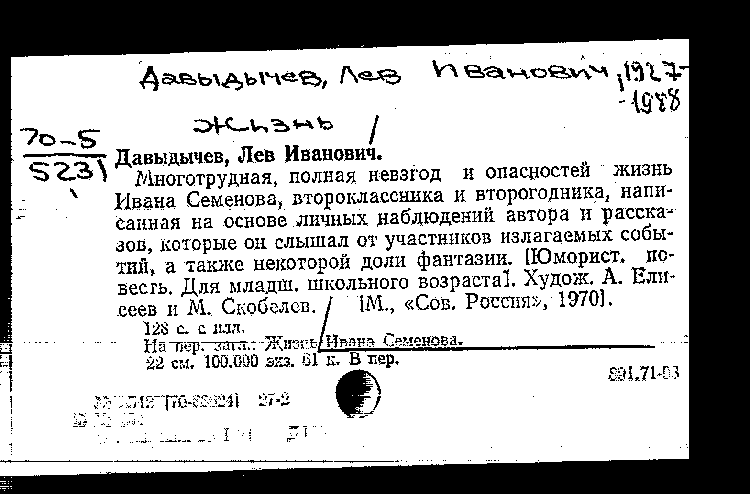 Давыдычев, Лев Иванович, 1927-
-1988
Жизнь /
70-5
5231
Давыдычев, Лев Иванович.
Многотрудная, полная невзгод и опасностей жизнь
Ивана Семенова, второклассника и второгодника, напи-
санная на основе личных наблюдений автора и расска-
зов, которые он слышал от участников излагаемых собы-
тий, а также некоторой доли фантазии. [Юморист. по-
весть. Для младш. школьного возраста]. Худож. А. Ели-
сеев и М. Скобелев. / [М., «Сов. Россия», 1970].
128 с. с илл.
На пер. загл.: Жизнь/Ивана Семенова.
22 см. 100.000 экз. 61 к. В пер.
27-2